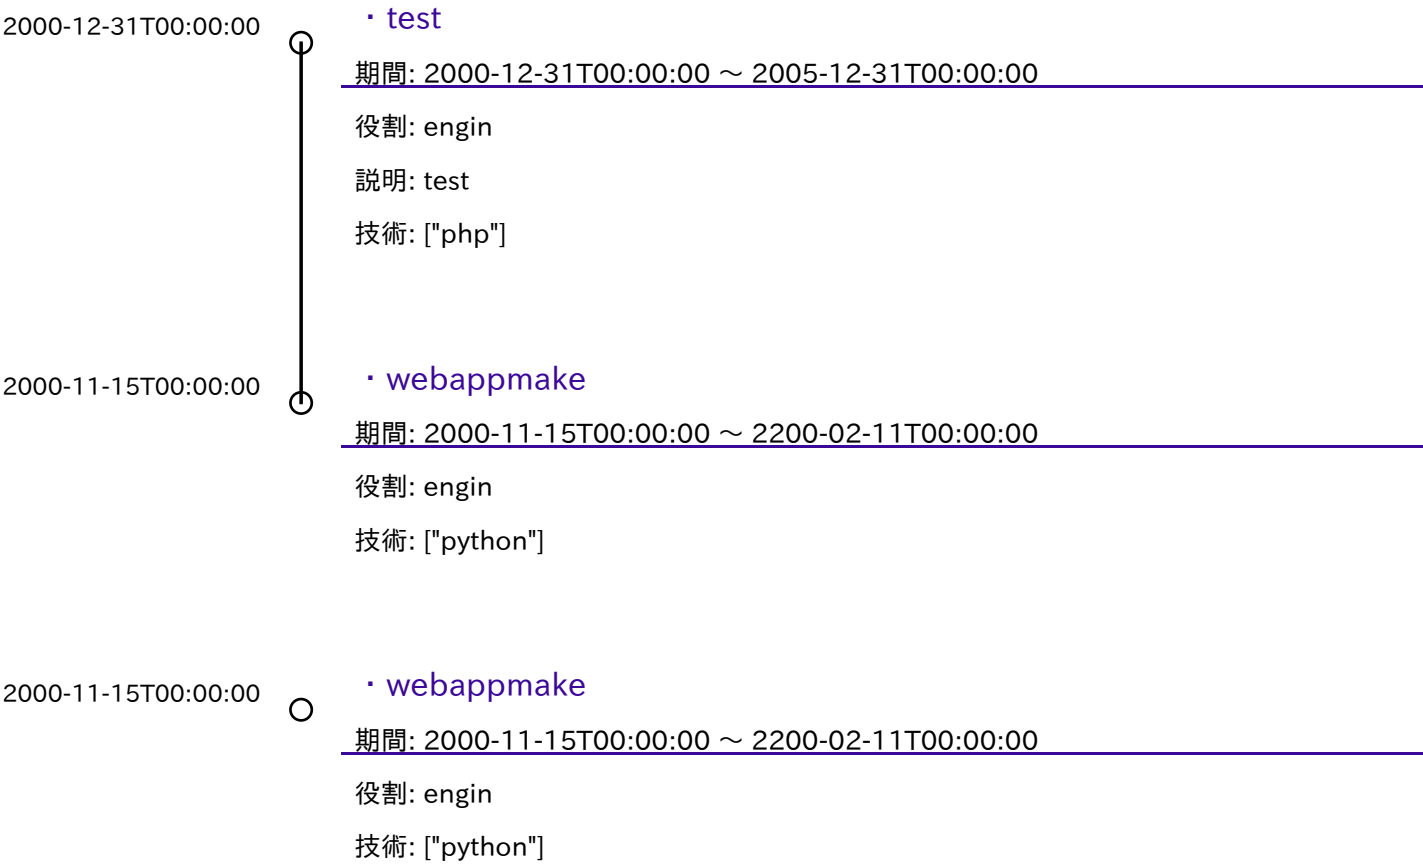 2000-12-31T00:00:00
・test
期間: 2000-12-31T00:00:00 ～ 2005-12-31T00:00:00
役割: engin
説明: test
技術: ["php"]
2000-11-15T00:00:00
・webappmake
期間: 2000-11-15T00:00:00 ～ 2200-02-11T00:00:00
役割: engin
技術: ["python"]
2000-11-15T00:00:00
・webappmake
期間: 2000-11-15T00:00:00 ～ 2200-02-11T00:00:00
役割: engin
技術: ["python"]